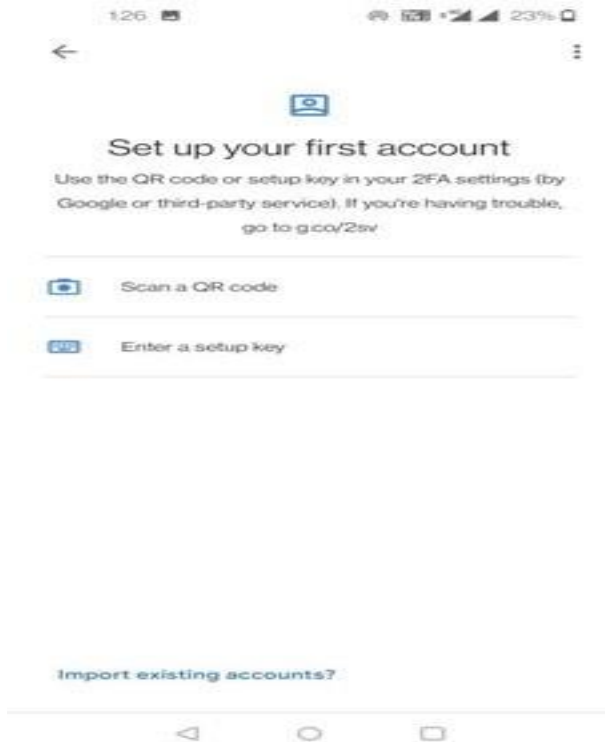 126
23%
Set up your first account
Use the QR code or setup key in your 2FA settings (by
Google or third-party service). If you're having trouble,
go to g.co/2sv
Scan a QR code
Enter a setup key
Import existing accounts?